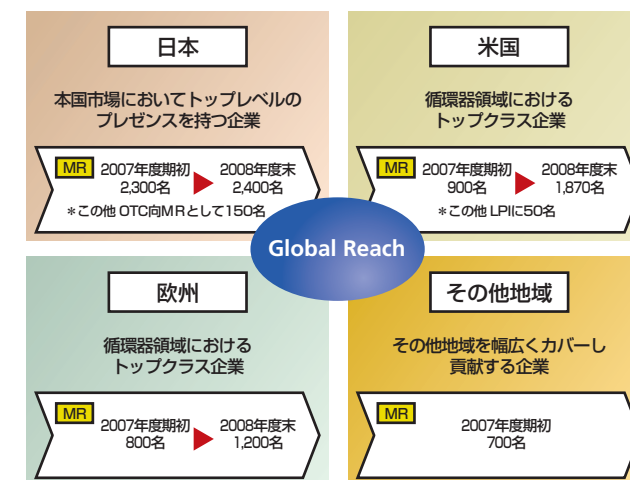 日本
本国市場においてトップレベルの
プレゼンスを持つ企業
MR 2007年度期初 2008年度末
2,300名 2,400名
*この他 OTC向MRとして150名
米国
循環器領域における
トップクラス企業
MR 2007年度期初 2008年度末
900名 1,870名
*この他 LPIに50名
Global Reach
欧州
循環器領域における
トップクラス企業
MR 2007年度期初 2008年度末
800名 1,200名
その他地域
その他地域を幅広くカバーし
貢献する企業
MR 2007年度期初
700名